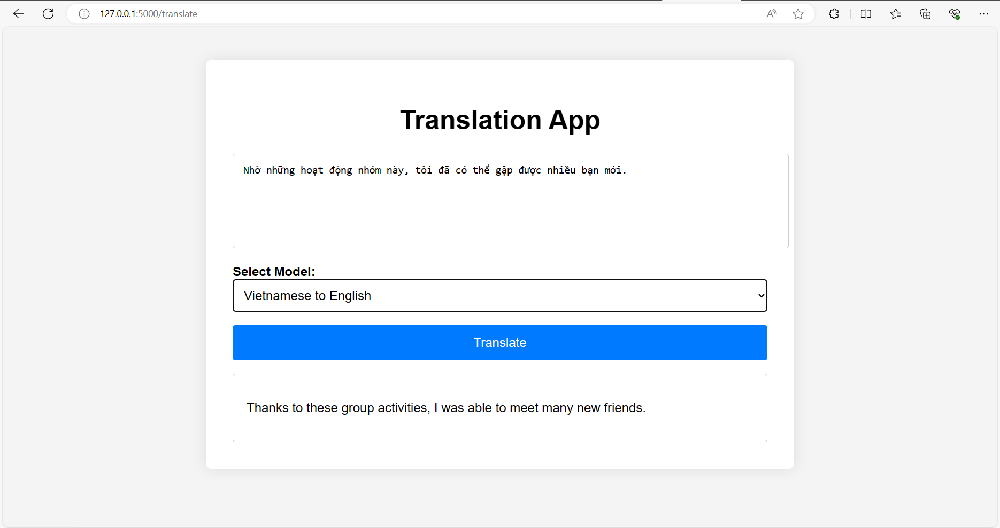 127.0.0.1:5000/translate
Translation App
Nhờ những hoạt động nhóm này, tôi đã có thể gặp được nhiều bạn mới.
Select Model:
Vietnamese to English
Translate
Thanks to these group activities, I was able to meet many new friends.